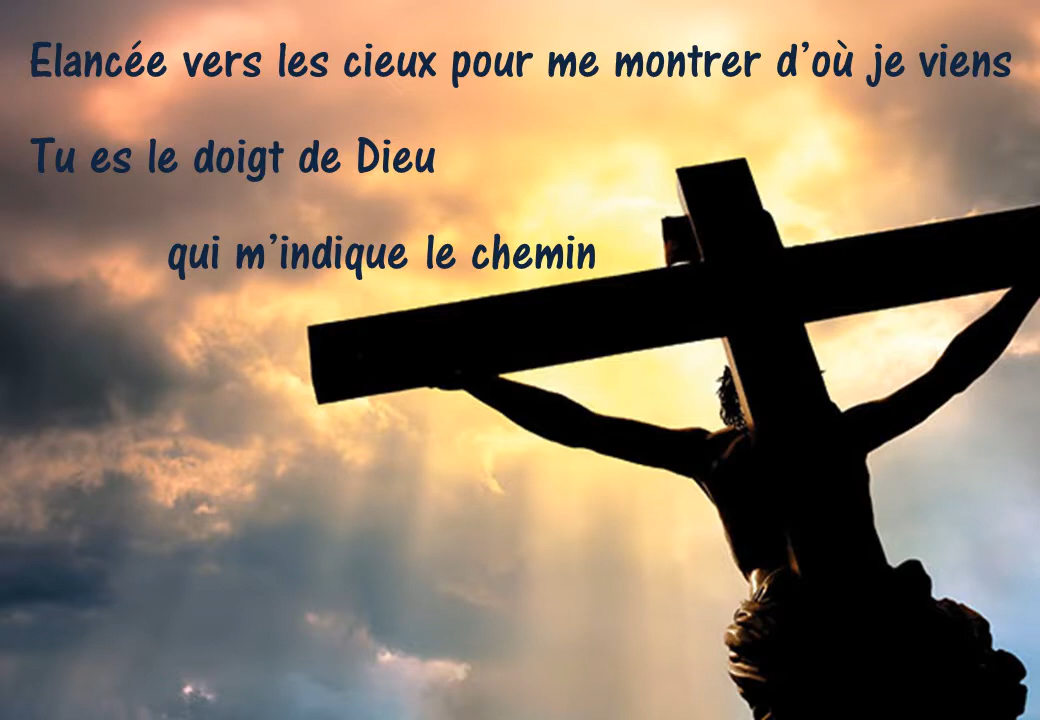 Elancée vers les cieux pour me montrer d'où je viens
Tu es le doigt de Dieu
qui m'indique le chemin